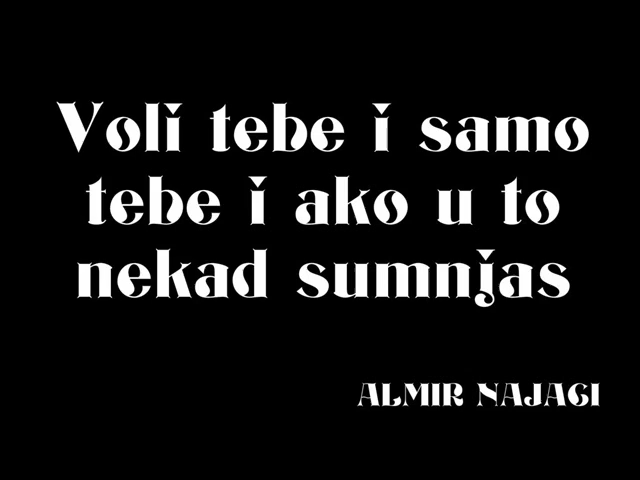 Voli tebe i samo
tebe i ako u to
nekad sumnjas
ALMIR NAJAGI